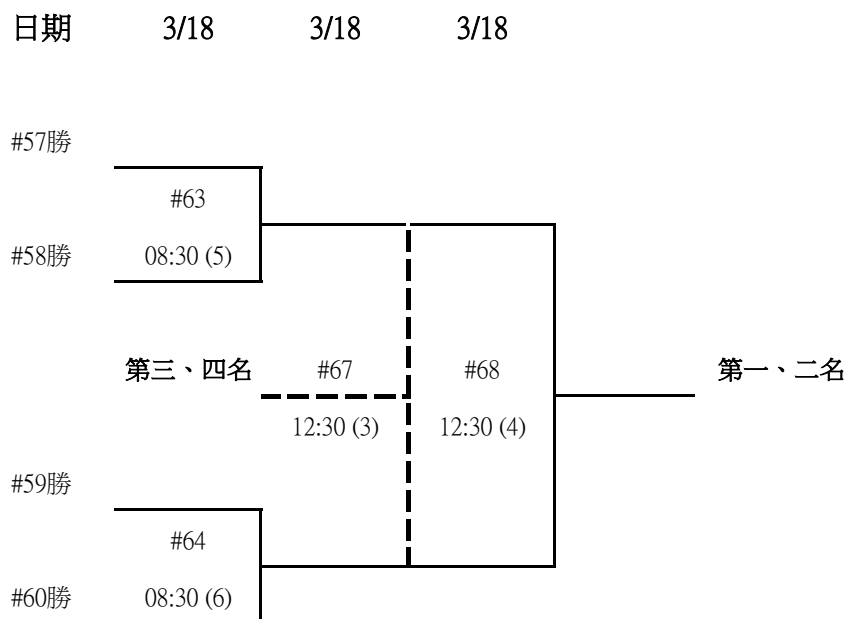 日期 3/18 3/18 3/18
#57勝
#63
#58勝 08:30 (5)
第三、四名 #67 #68 第一、二名
12:30 (3) 12:30 (4)
#59勝
#64
#60勝 08:30 (6)